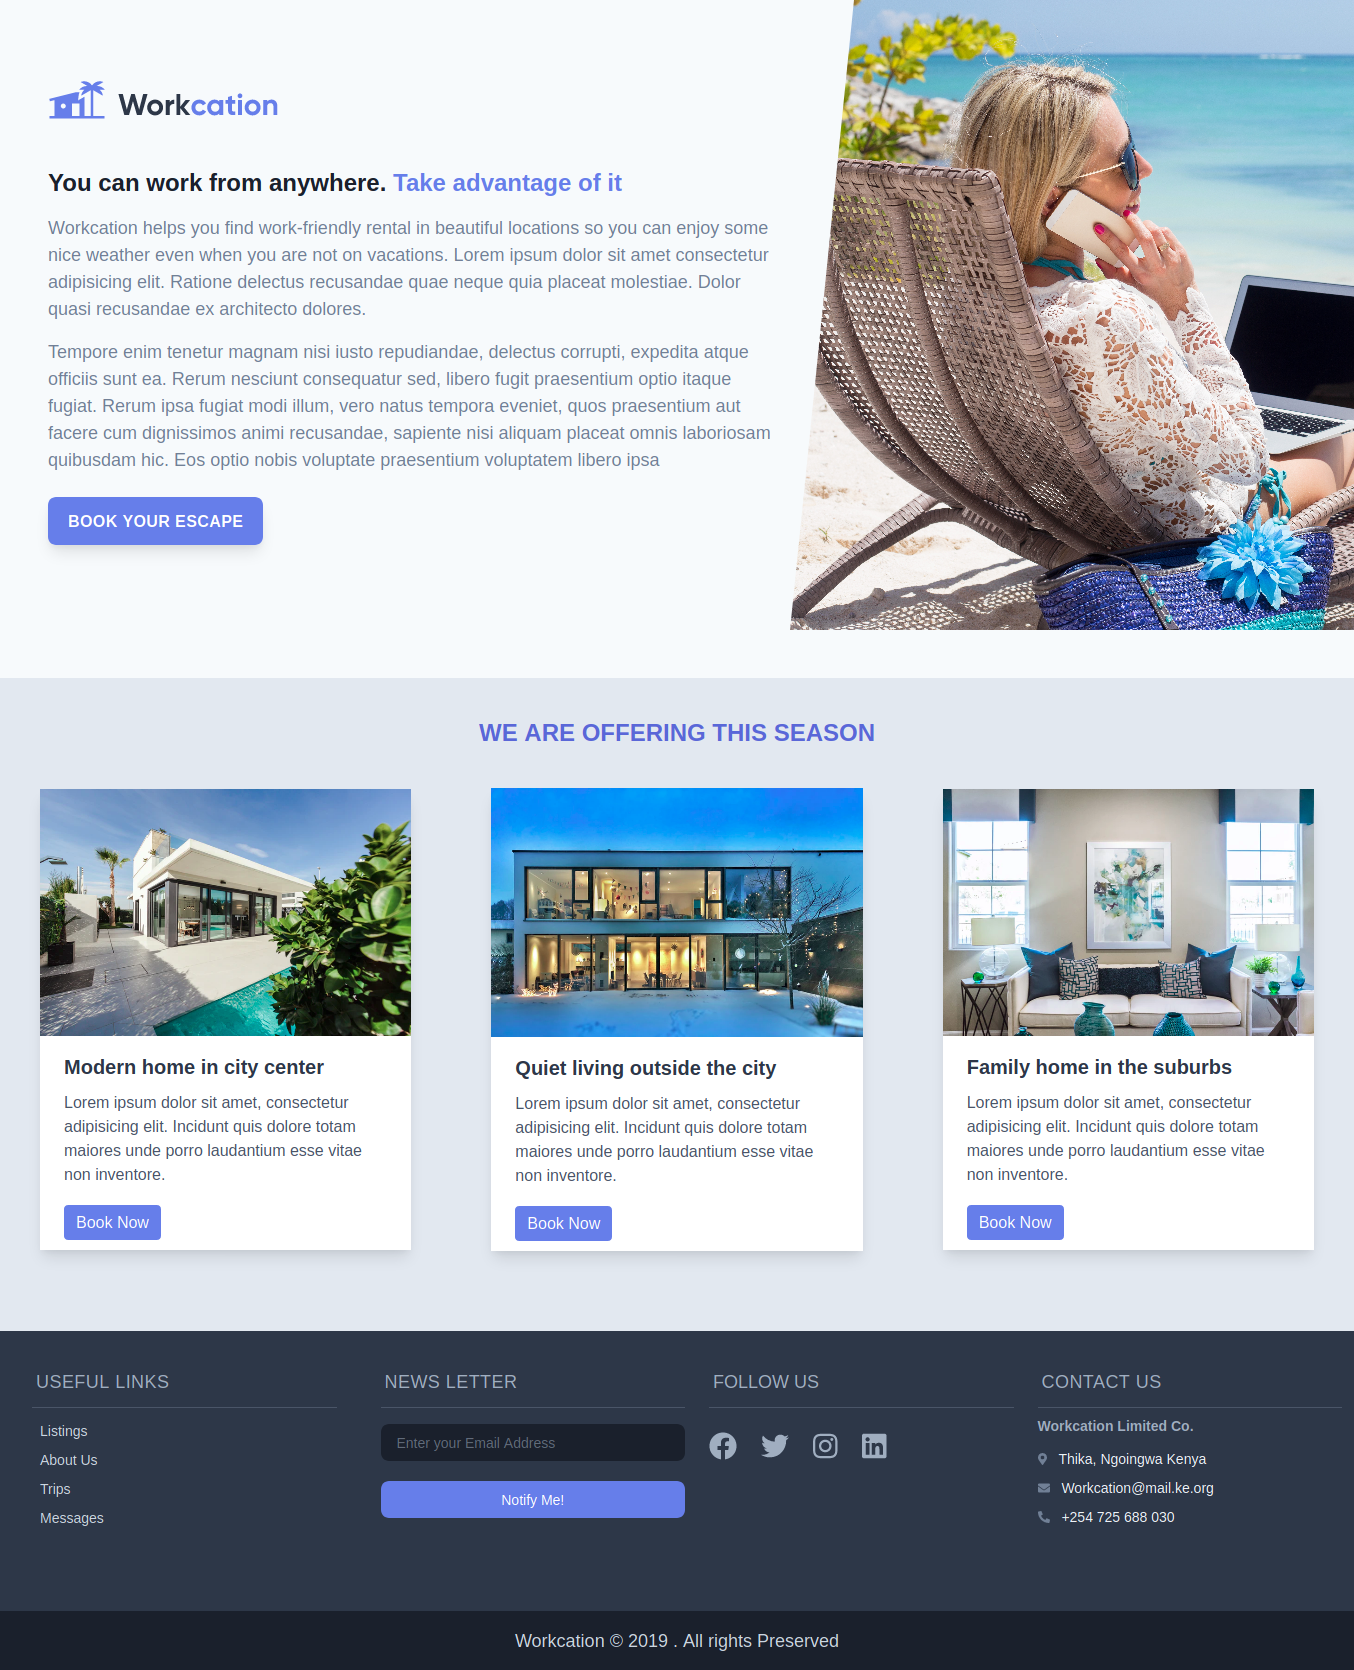 Workcation
You can work from anywhere. Take advantage of it
Workcation helps you find work-friendly rental in beautiful locations so you can enjoy some
nice weather even when you are not on vacations. Lorem ipsum dolor sit amet consectetur
adipisicing elit. Ratione delectus recusandae quae neque quia placeat molestiae. Dolor
quasi recusandae ex architecto dolores.
Tempore enim tenetur magnam nisi iusto repudiandae, delectus corrupti, expedita atque
officiis sunt ea. Rerum nesciunt consequatur sed, libero fugit praesentium optio itaque
fugiat. Rerum ipsa fugiat modi illum, vero natus tempora eveniet, quos praesentium aut
facere cum dignissimos animi recusandae, sapiente nisi aliquam placeat omnis laboriosam
quibusdam hic. Eos optio nobis voluptate praesentium voluptatem libero ipsa
BOOK YOUR ESCAPE
WE ARE OFFERING THIS SEASON
Modern home in city center
Lorem ipsum dolor sit amet, consectetur
adipisicing elit. Incidunt quis dolore totam
maiores unde porro laudantium esse vitae
non inventore.
Book Now
Quiet living outside the city
Lorem ipsum dolor sit amet, consectetur
adipisicing elit. Incidunt quis dolore totam
maiores unde porro laudantium esse vitae
non inventore.
Book Now
Family home in the suburbs
Lorem ipsum dolor sit amet, consectetur
adipisicing elit. Incidunt quis dolore totam
maiores unde porro laudantium esse vitae
non inventore.
Book Now
USEFUL LINKS
Listings
About Us
Trips
Messages
NEWS LETTER
Enter your Email Address
Notify Me!
FOLLOW US
CONTACT US
Workcation Limited Co.
Thika, Ngoingwa Kenya
Workcation@mail.ke.org
+254 725 688 030
Workcation © 2019 . All rights Preserved